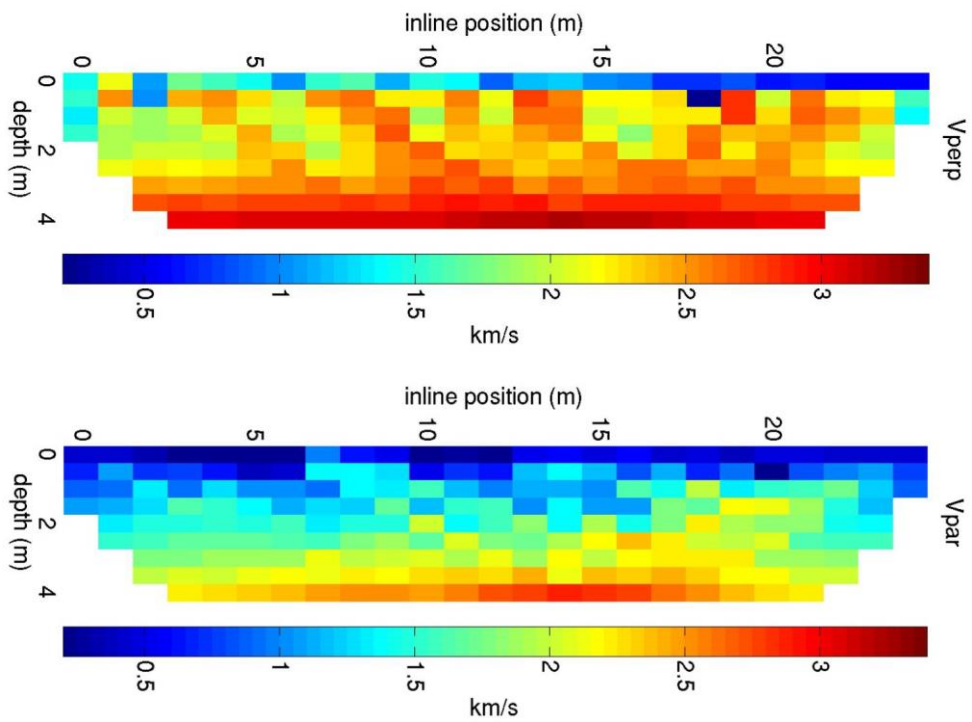 inline position (m)
0 5 10 15 20
0
2
4
depth (m)
Vperp
0.5 1 1.5 2 2.5 3
km/s
inline position (m)
0 5 10 15 20
0
2
4
depth (m)
Vpar
0.5 1 1.5 2 2.5 3
km/s